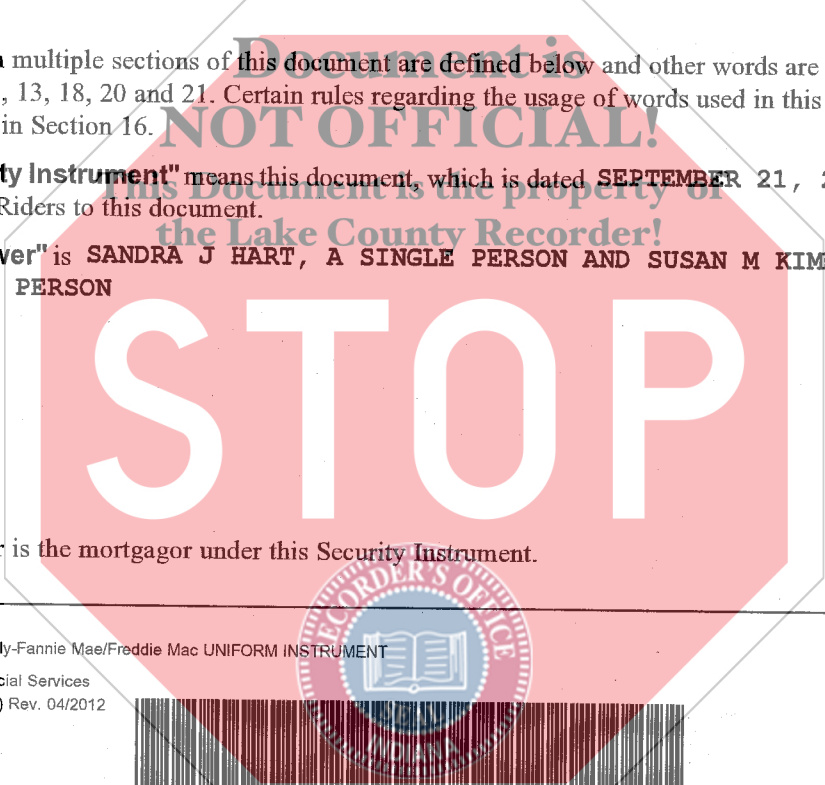 multiple sections of this document are defined below and other words are
Document is
, 13, 18, 20 and 21. Certain rules regarding the usage of words used in this
in Section 16.
NOT OFFICIAL!
ty Instrument" means this document, which is dated SEPTEMBER 21, 2
This Document is the property of
Riders to this document.
the Lake County Recorder!
ver" is SANDRA J HART, A SINGLE PERSON AND SUSAN M KIM
PERSON
STOP
r is the mortgagor under this Security Instrument.
RECORDER'S OFFICE
ly-Fannie Mae/Freddie Mac UNIFORM INSTRUMENT
cial Services
) Rev. 04/2012
SEAL
INDIANA